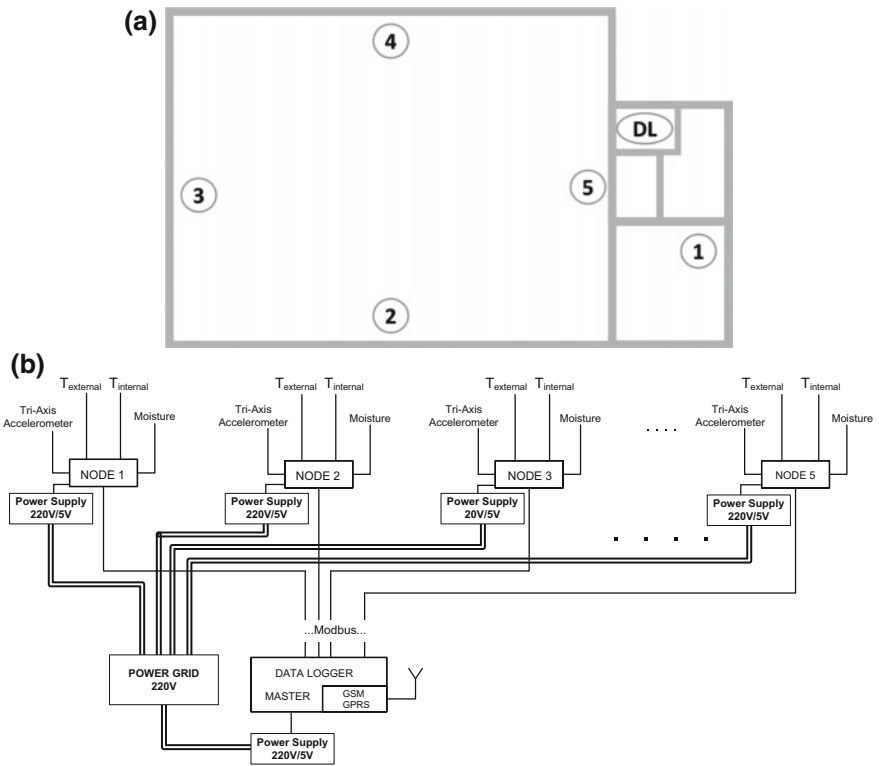 (a)
4
DL
3
5
1
2
(b)
Texternal Tinternal
Tri-Axis
Accelerometer
Moisture
NODE 1
Power Supply
220V/5V
Texternal Tinternal
Tri-Axis
Accelerometer
Moisture
NODE 2
Power Supply
220V/5V
Texternal Tinternal
Tri-Axis
Accelerometer
Moisture
NODE 3
Power Supply
20V/5V
. . . .
Texternal Tinternal
Tri-Axis
Accelerometer
Moisture
NODE 5
Power Supply
220V/5V
. . . .
...Modbus...
POWER GRID
220V
DATA LOGGER
MASTER
GSM
GPRS
Power Supply
220V/5V